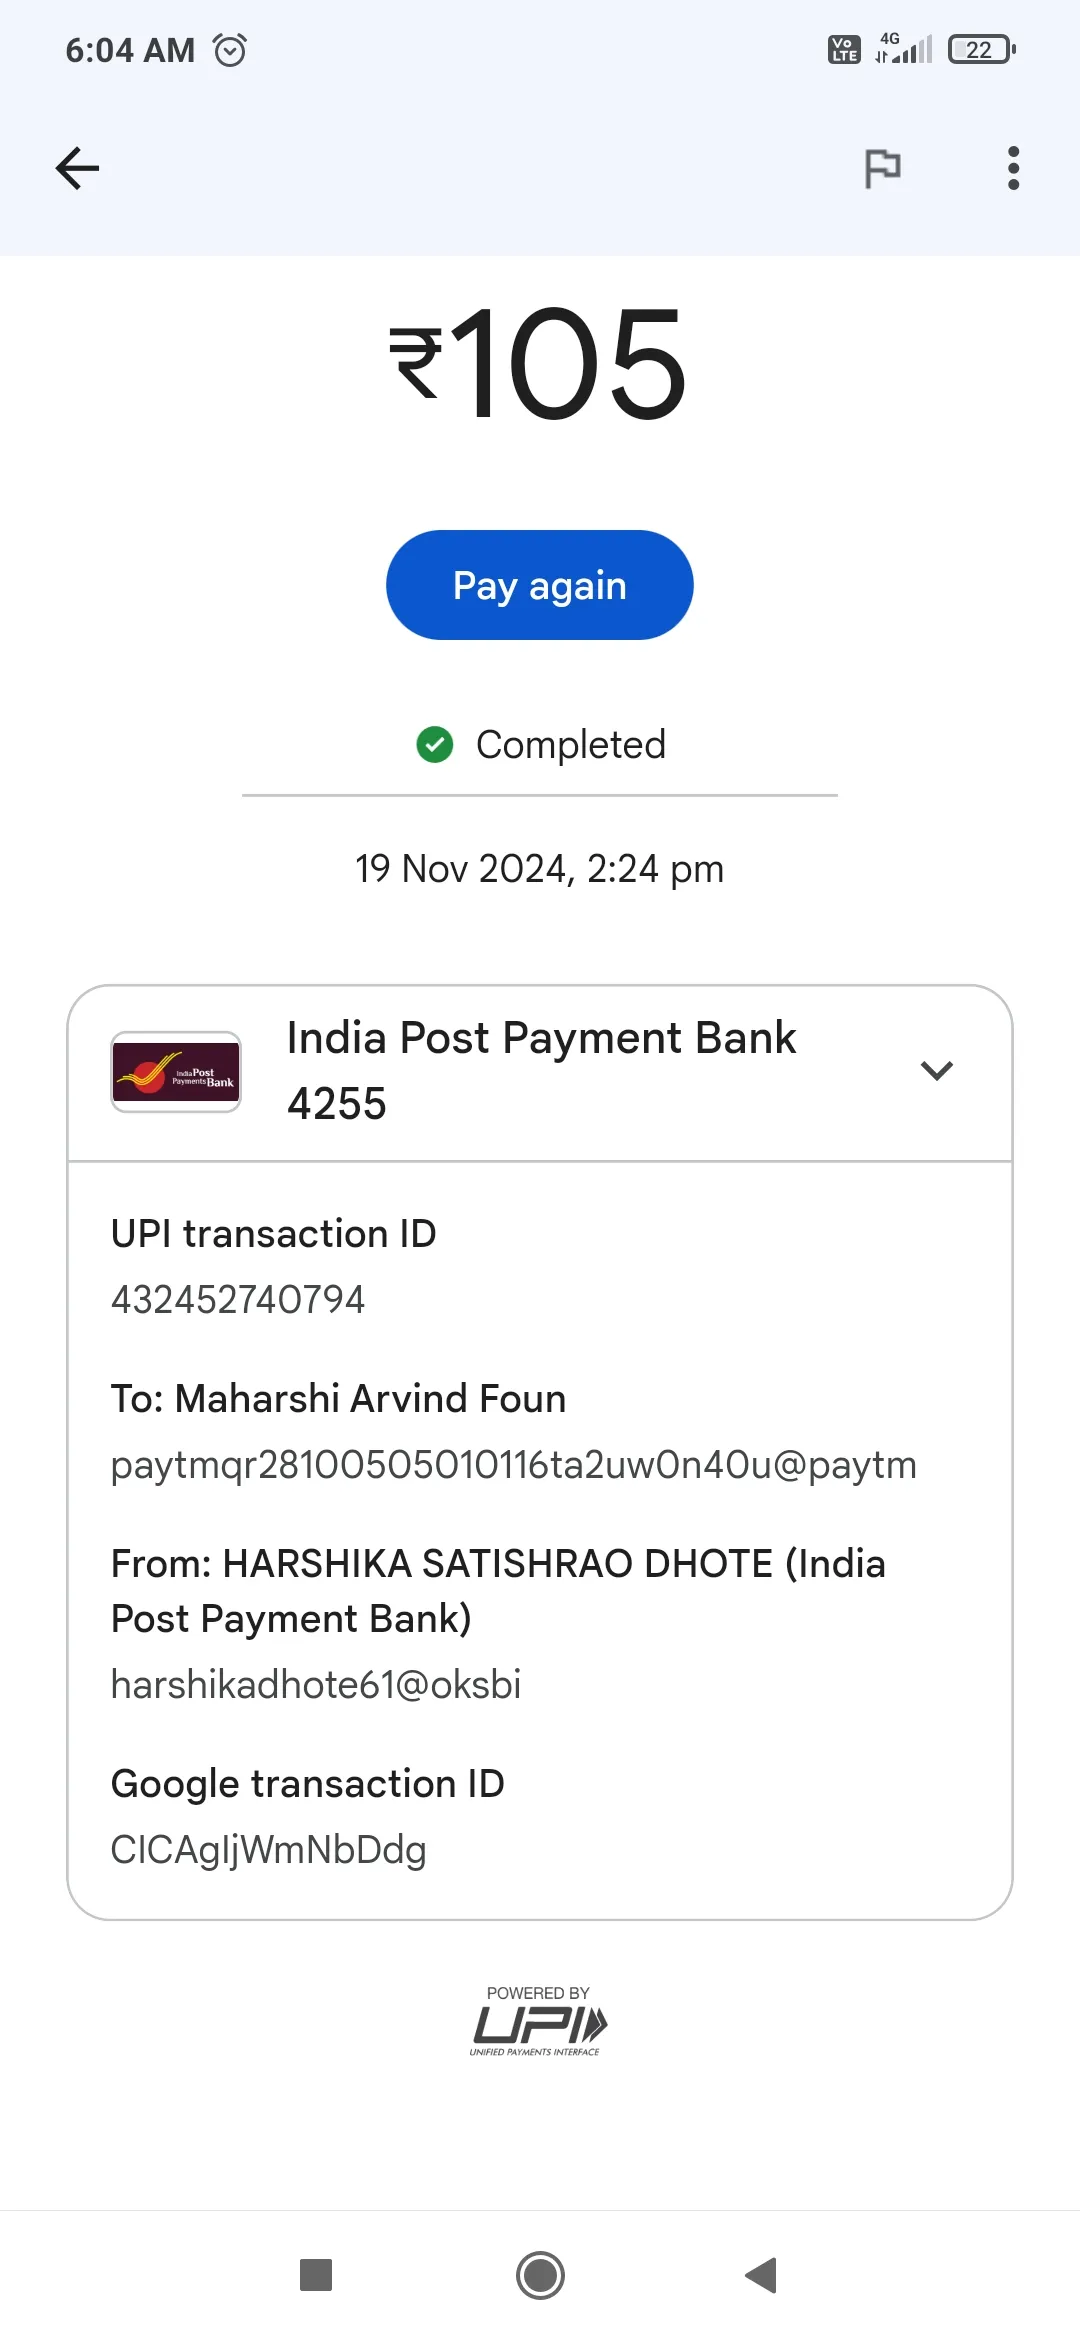 6:04 AM
Vo LTE 4G 22
₹105
Pay again
Completed
19 Nov 2024, 2:24 pm
India Post Payments Bank
India Post Payment Bank
4255
UPI transaction ID
432452740794
To: Maharshi Arvind Foun
paytmqr28100505010116ta2uw0n40u@paytm
From: HARSHIKA SATISHRAO DHOTE (India
Post Payment Bank)
harshikadhote61@oksbi
Google transaction ID
CICAgIjWmNbDdg
POWERED BY
UPI
UNIFIED PAYMENTS INTERFACE